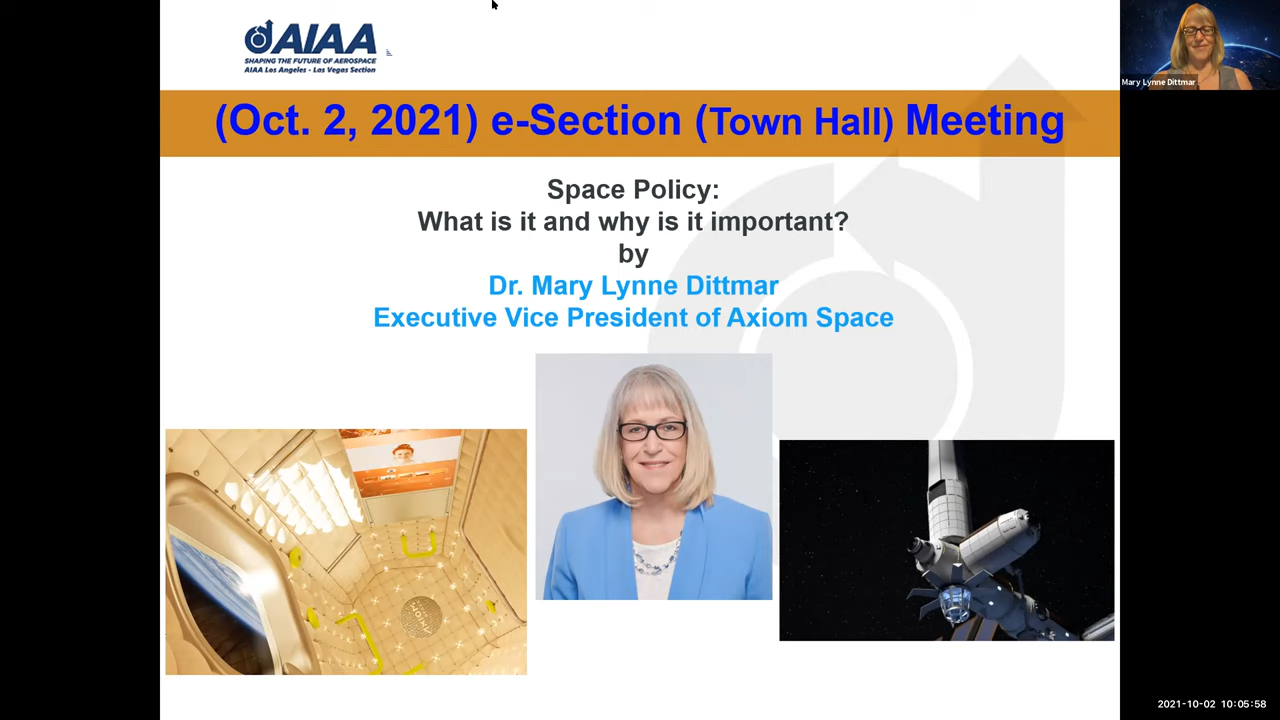 AIAA
SHAPING THE FUTURE OF AEROSPACE
AIAA Los Angeles - Las Vegas Section
Mary Lynne Dittmar
(Oct. 2, 2021) e-Section (Town Hall) Meeting
Space Policy:
What is it and why is it important?
by
Dr. Mary Lynne Dittmar
Executive Vice President of Axiom Space
AXIOM
2021-10-02 10:05:58